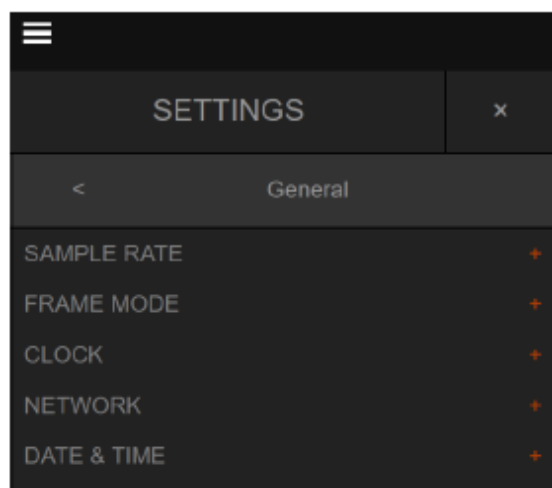 SETTINGS ×
< General
SAMPLE RATE +
FRAME MODE +
CLOCK +
NETWORK +
DATE & TIME +